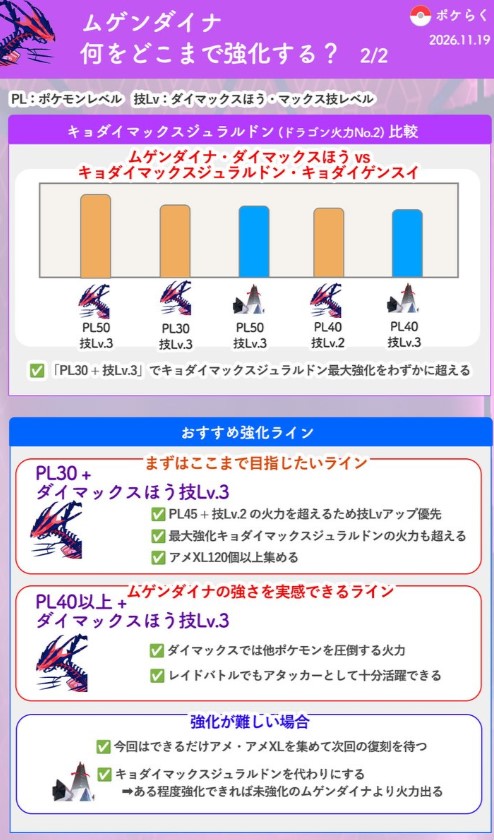 ムゲンダイナ
何をどこまで強化する? 2/2
ポケらく
2026.11.19
PL:ポケモンレベル 技Lv:ダイマックスほう・マックス技レベル
キョダイマックスジュラルドン(ドラゴン火力No.2)比較
ムゲンダイナ・ダイマックスほう vs
キョダイマックスジュラルドン・キョダイゲンスイ
PL50 PL30 PL50 PL40 PL40
技Lv.3 技Lv.3 技Lv.3 技Lv.2 技Lv.3
✅「PL30 + 技Lv.3」でキョダイマックスジュラルドン最大強化をわずかに超える
おすすめ強化ライン
まずはここまで目指したいライン
PL30 +
ダイマックスほう技Lv.3
✅ PL45 + 技Lv.2 の火力を超えるため技Lvアップ優先
✅ 最大強化キョダイマックスジュラルドンの火力も超える
✅ アメXL120個以上集める
ムゲンダイナの強さを実感できるライン
PL40以上 +
ダイマックスほう技Lv.3
✅ ダイマックスでは他ポケモンを圧倒する火力
✅ レイドバトルでもアタッカーとして十分活躍できる
強化が難しい場合
✅ 今回はできるだけアメ・アメXLを集めて次回の復刻を待つ
✅ キョダイマックスジュラルドンを代わりにする
➡ある程度強化できれば未強化のムゲンダイナより火力出る